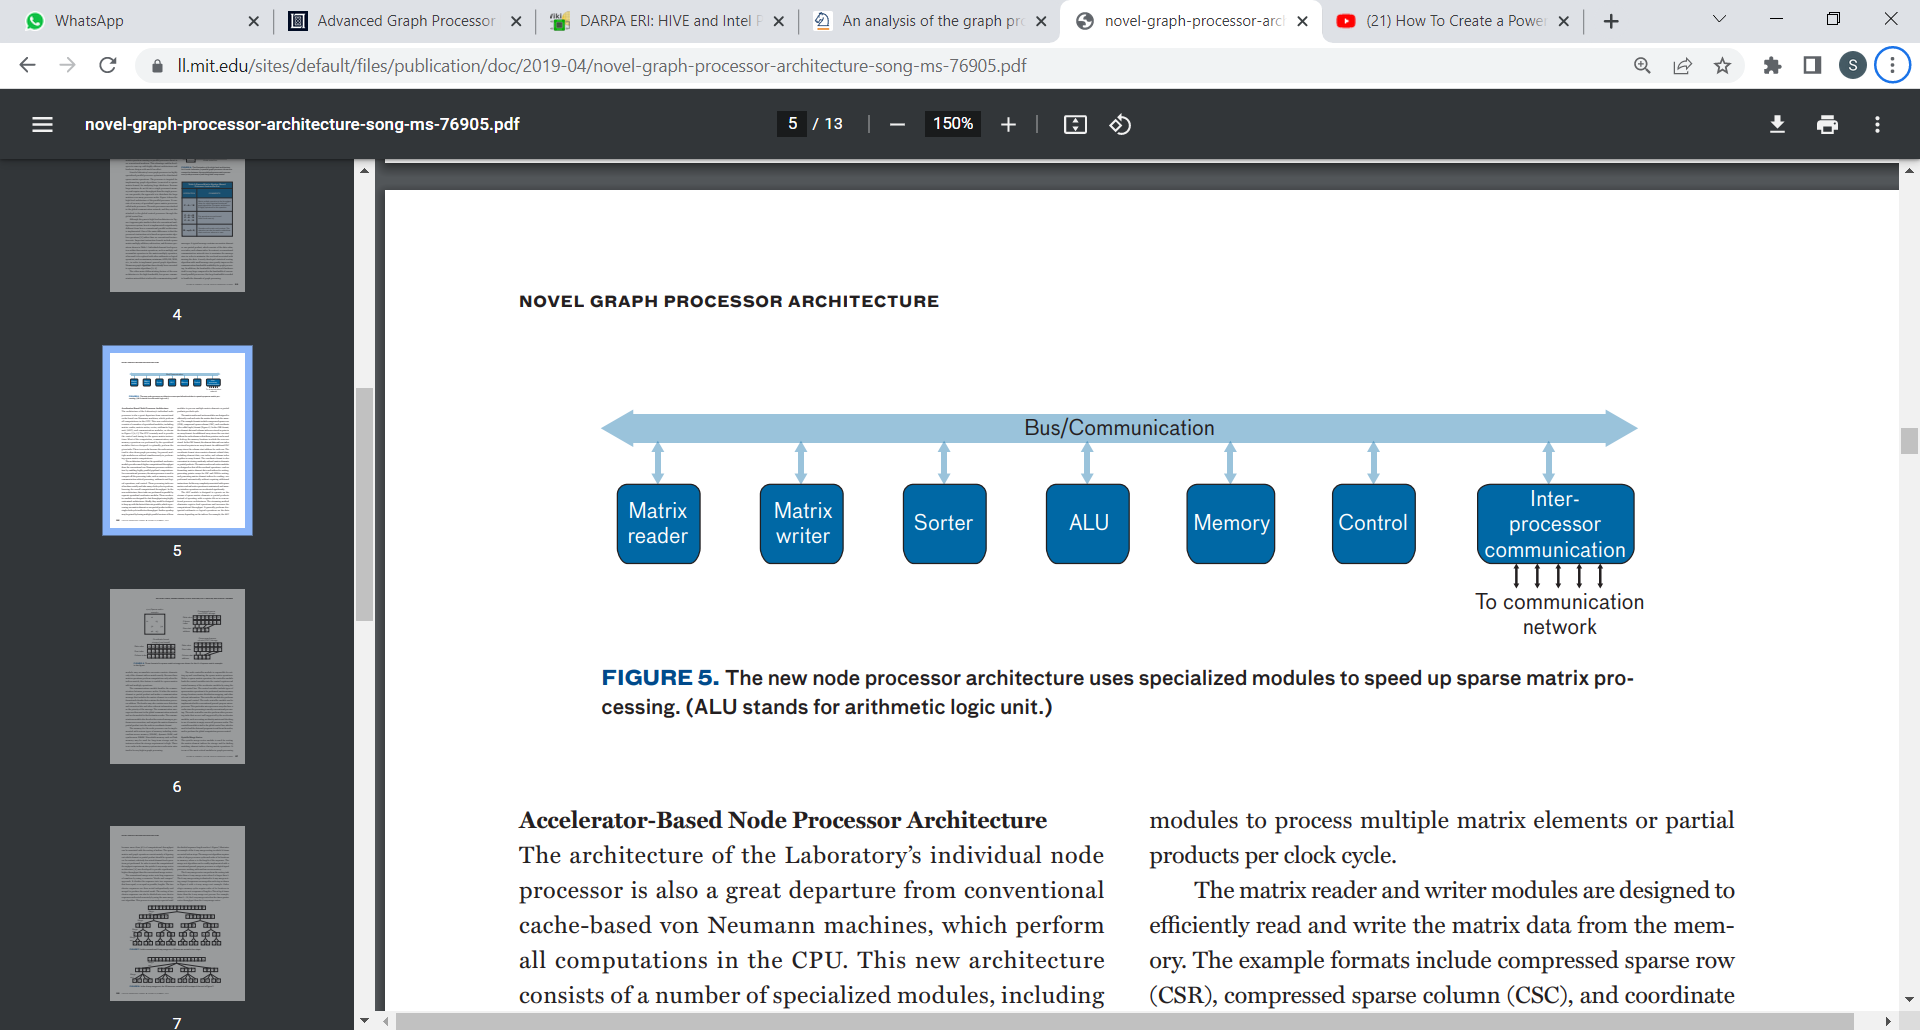 WhatsApp
Advanced Graph Processor
DARPA ERI: HIVE and Intel P
An analysis of the graph pro
novel-graph-processor-arch
(21) How To Create a Power
ll.mit.edu/sites/default/files/publication/doc/2019-04/novel-graph-processor-architecture-song-ms-76905.pdf
S
novel-graph-processor-architecture-song-ms-76905.pdf
5 / 13
150%
4
5
6
7
NOVEL GRAPH PROCESSOR ARCHITECTURE
Bus/Communication
Matrix
reader
Matrix
writer
Sorter
ALU
Memory
Control
Inter-
processor
communication
To communication
network
FIGURE 5. The new node processor architecture uses specialized modules to speed up sparse matrix pro-
cessing. (ALU stands for arithmetic logic unit.)
Accelerator-Based Node Processor Architecture
The architecture of the Laboratory’s individual node
processor is also a great departure from conventional
cache-based von Neumann machines, which perform
all computations in the CPU. This new architecture
consists of a number of specialized modules, including
modules to process multiple matrix elements or partial
products per clock cycle.
The matrix reader and writer modules are designed to
efficiently read and write the matrix data from the mem-
ory. The example formats include compressed sparse row
(CSR), compressed sparse column (CSC), and coordinate